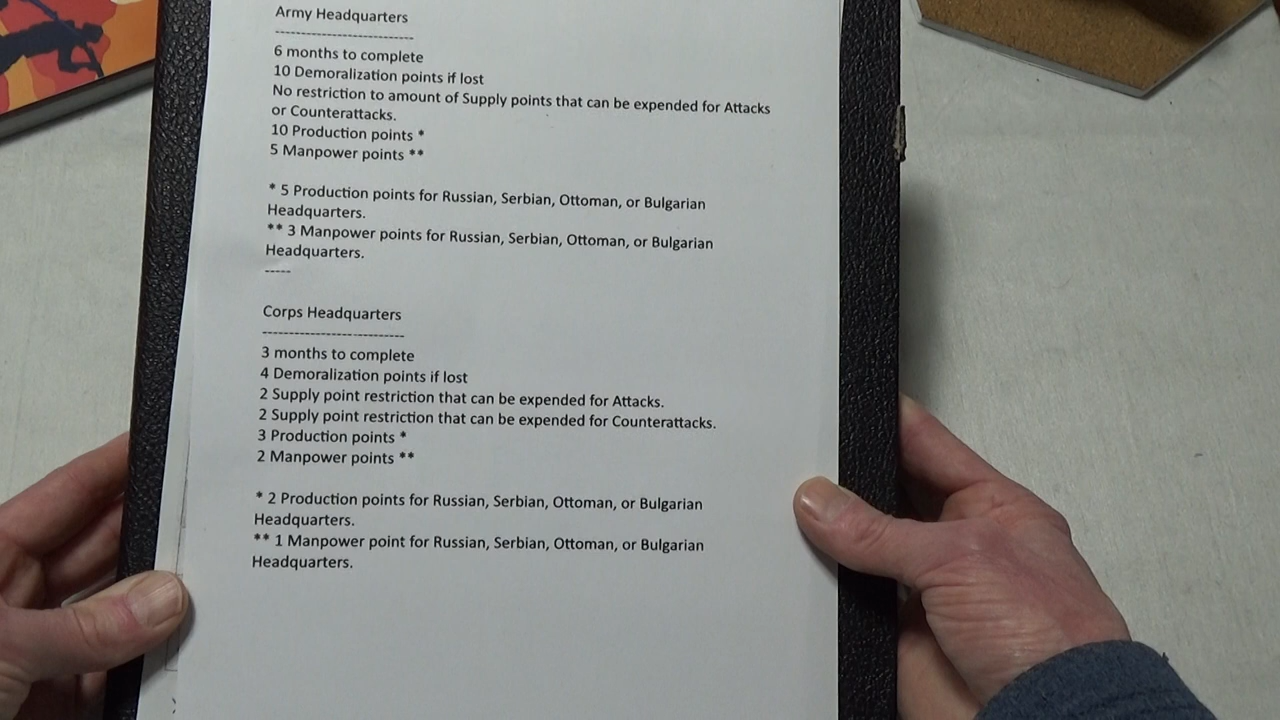 Army Headquarters
---------------------------
6 months to complete
10 Demoralization points if lost
No restriction to amount of Supply points that can be expended for Attacks
or Counterattacks.
10 Production points *
5 Manpower points **
* 5 Production points for Russian, Serbian, Ottoman, or Bulgarian
Headquarters.
** 3 Manpower points for Russian, Serbian, Ottoman, or Bulgarian
Headquarters.
-----
Corps Headquarters
---------------------------
3 months to complete
4 Demoralization points if lost
2 Supply point restriction that can be expended for Attacks.
2 Supply point restriction that can be expended for Counterattacks.
3 Production points *
2 Manpower points **
* 2 Production points for Russian, Serbian, Ottoman, or Bulgarian
Headquarters.
** 1 Manpower point for Russian, Serbian, Ottoman, or Bulgarian
Headquarters.